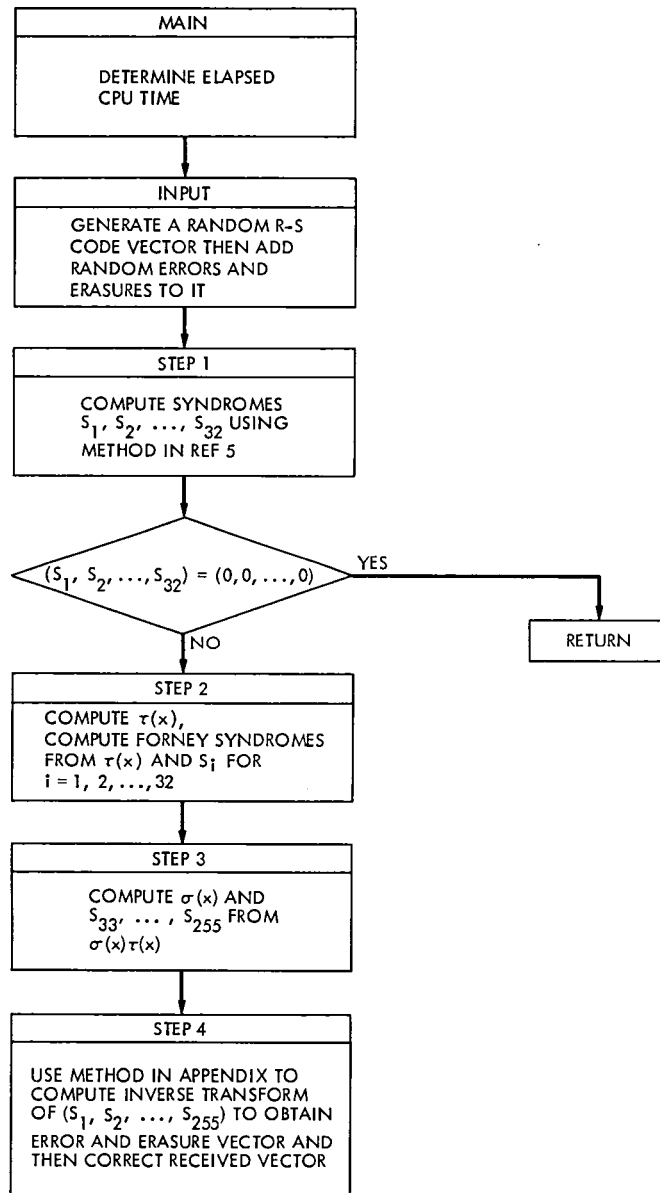 MAIN
DETERMINE ELAPSED
CPU TIME
INPUT
GENERATE A RANDOM R-S
CODE VECTOR THEN ADD
RANDOM ERRORS AND
ERASURES TO IT
STEP 1
COMPUTE SYNDROMES
S₁, S₂, ..., S₃₂ USING
METHOD IN REF 5
(S₁, S₂, ...,S₃₂) = (0,0, ...,0)
YES
RETURN
NO
STEP 2
COMPUTE τ(x),
COMPUTE FORNEY SYNDROMES
FROM τ(x) AND Sᵢ FOR
i = 1, 2, ...,32
STEP 3
COMPUTE σ(x) AND
S₃₃, ... , S₂₅₅ FROM
σ(x)τ(x)
STEP 4
USE METHOD IN APPENDIX TO
COMPUTE INVERSE TRANSFORM
OF (S₁, S₂, ..., S₂₅₅) TO OBTAIN
ERROR AND ERASURE VECTOR AND
THEN CORRECT RECEIVED VECTOR